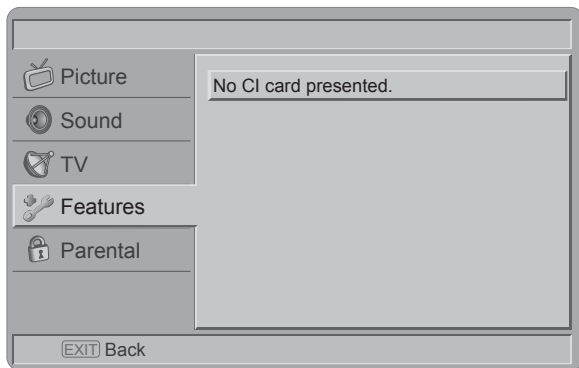 Picture
No CI card presented.
Sound
TV
Features
Parental
EXIT Back